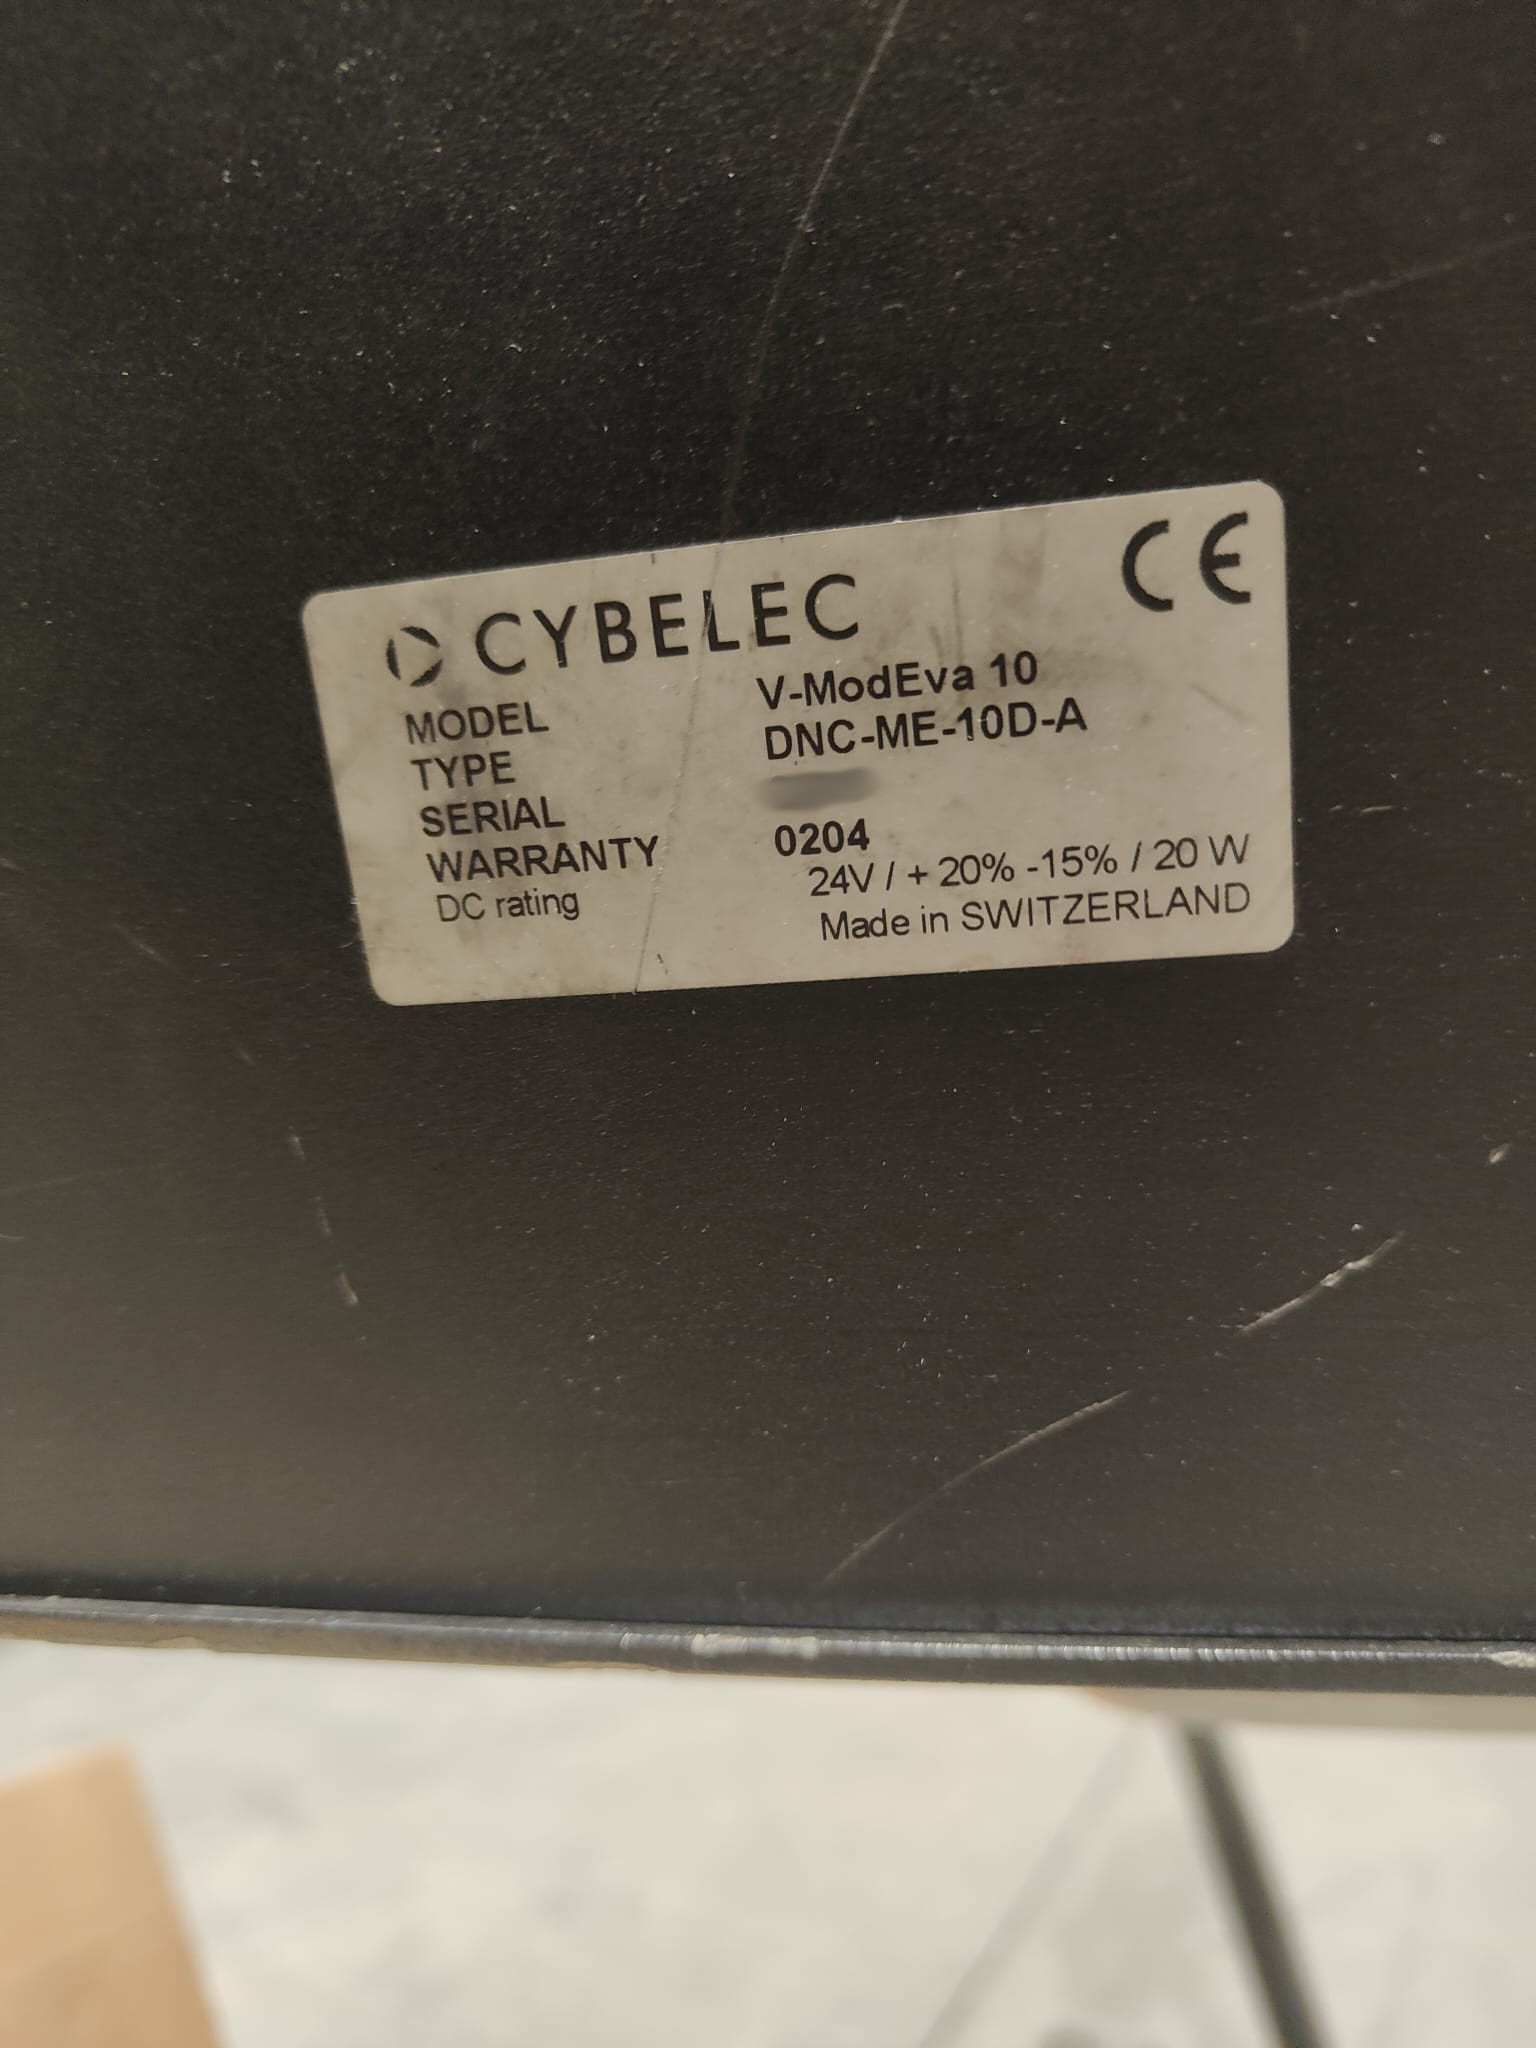 CYBELEC CE
MODEL V-ModEva 10
TYPE DNC-ME-10D-A
SERIAL
WARRANTY 0204
DC rating 24V / + 20% -15% / 20 W
Made in SWITZERLAND